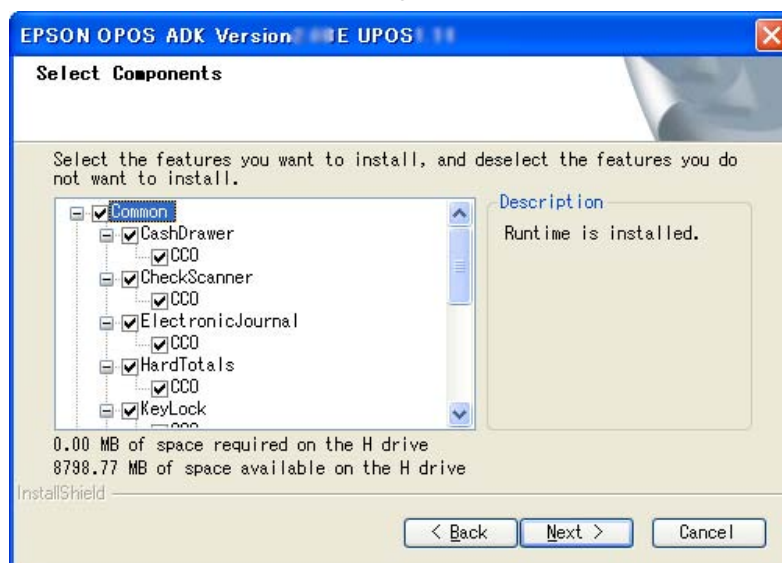 EPSON OPOS ADK Version E UPOS
Select Components
Select the features you want to install, and deselect the features you do
not want to install.
Common
CashDrawer
CCO
CheckScanner
CCO
ElectronicJournal
CCO
HardTotals
CCO
KeyLock
Description
Runtime is installed.
0.00 MB of space required on the H drive
8798.77 MB of space available on the H drive
InstallShield
< Back
Next >
Cancel